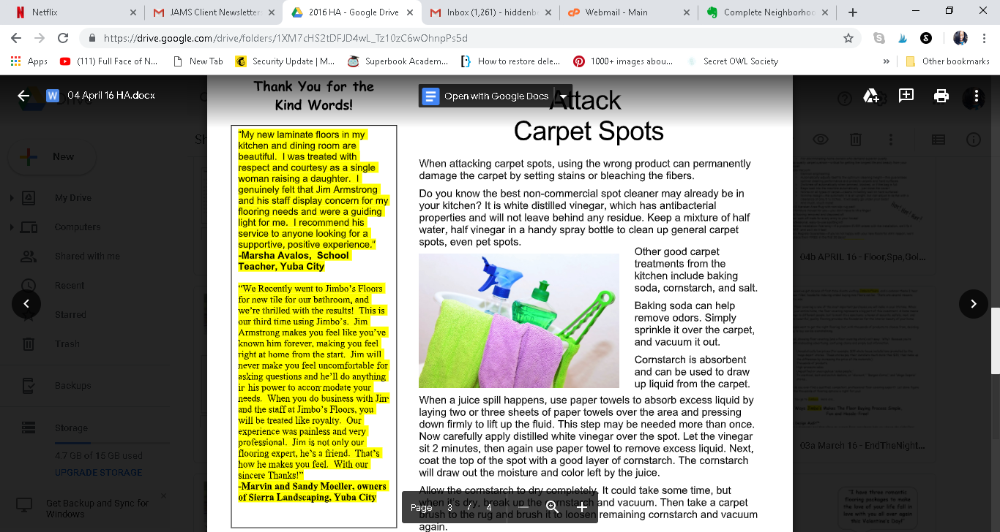 Netflix
JAMS Client Newsletter
2016 HA - Google Drive
Inbox (1,261) - hiddenb
Webmail - Main
Complete Neighborhoo
https://drive.google.com/drive/folders/1XM7cHS2tDFJD4wL_Tz10zC6wOhnpPs5d
Apps
(111) Full Face of N...
New Tab
Security Update | M...
Superbook Academ...
How to restore dele...
1000+ images abou...
Secret OWL Society
Other bookmarks
04 April 16 HA.docx
Open with Google Docs
New
My Drive
Computers
Shared with me
Recent
Starred
Trash
Backups
Storage
4.7 GB of 15 GB used
UPGRADE STORAGE
Get Backup and Sync for
Windows
Thank You for the
Kind Words!
"My new laminate floors in my
kitchen and dining room are
beautiful. I was treated with
respect and courtesy as a single
woman raising a daughter. I
genuinely felt that Jim Armstrong
and his staff display concern for my
flooring needs and were a guiding
light for me. I recommend his
service to anyone looking for a
supportive, positive experience."
-Marsha Avalos, School
Teacher, Yuba City
“We Recently went to Jimbo’s Floors
for new tile for our bathroom, and
we’re thrilled with the results! This is
our third time using Jimbo’s. Jim
Armstrong makes you feel like you’ve
known him forever, making you feel
right at home from the start. Jim will
never make you feel uncomfortable for
asking questions and he’ll do anything
in his power to accommodate your
needs. When you do business with Jim
and the staff at Jimbo’s Floors, you
will be treated like royalty. Our
experience was painless and very
professional. Jim is not only our
flooring expert, he’s a friend. That’s
how he makes you feel. With our
sincere Thanks!”
-Marvin and Sandy Moeller, owners
of Sierra Landscaping, Yuba City
Attack
Carpet Spots
When attacking carpet spots, using the wrong product can permanently
damage the carpet by setting stains or bleaching the fibers.
Do you know the best non-commercial spot cleaner may already be in
your kitchen? It is white distilled vinegar, which has antibacterial
properties and will not leave behind any residue. Keep a mixture of half
water, half vinegar in a handy spray bottle to clean up general carpet
spots, even pet spots.
Other good carpet
treatments from the
kitchen include baking
soda, cornstarch, and salt.
Baking soda can help
remove odors. Simply
sprinkle it over the carpet,
and vacuum it out.
Cornstarch is absorbent
and can be used to draw
up liquid from the carpet.
When a juice spill happens, use paper towels to absorb excess liquid by
laying two or three sheets of paper towels over the area and pressing
down firmly to lift up the fluid. This step may be needed more than once.
Now carefully apply distilled white vinegar over the spot. Let the vinegar
sit 2 minutes, then again use paper towel to remove excess liquid. Next,
coat the top of the spot with a good layer of cornstarch. The cornstarch
will draw out the moisture and color left by the juice.
Allow the cornstarch to dry completely. It could take some time, but
when it's dry, break up the cornstarch and vacuum. Then take a carpet
brush to the rug and brush it to loosen remaining cornstarch and vacuum
again.
Page 3 / 4
04b APRIL 16 - Floor,Spa,Gol...
03a March 16 - EndTheNight...
"I have three romantic
flooring packages to make
the love of your life fall in
love with you all over again
this Valentine's Day!"